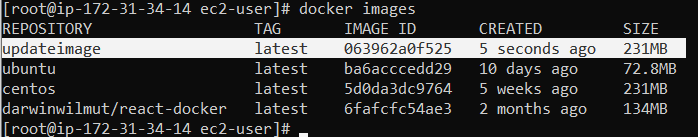 [root@ip-172-31-34-14 ec2-user]# docker images
REPOSITORY TAG IMAGE ID CREATED SIZE
updateimage latest 063962a0f525 5 seconds ago 231MB
ubuntu latest ba6acccedd29 10 days ago 72.8MB
centos latest 5d0da3dc9764 5 weeks ago 231MB
darwinwilmut/react-docker latest 6fafcfc54ae3 2 months ago 134MB
[root@ip-172-31-34-14 ec2-user]#